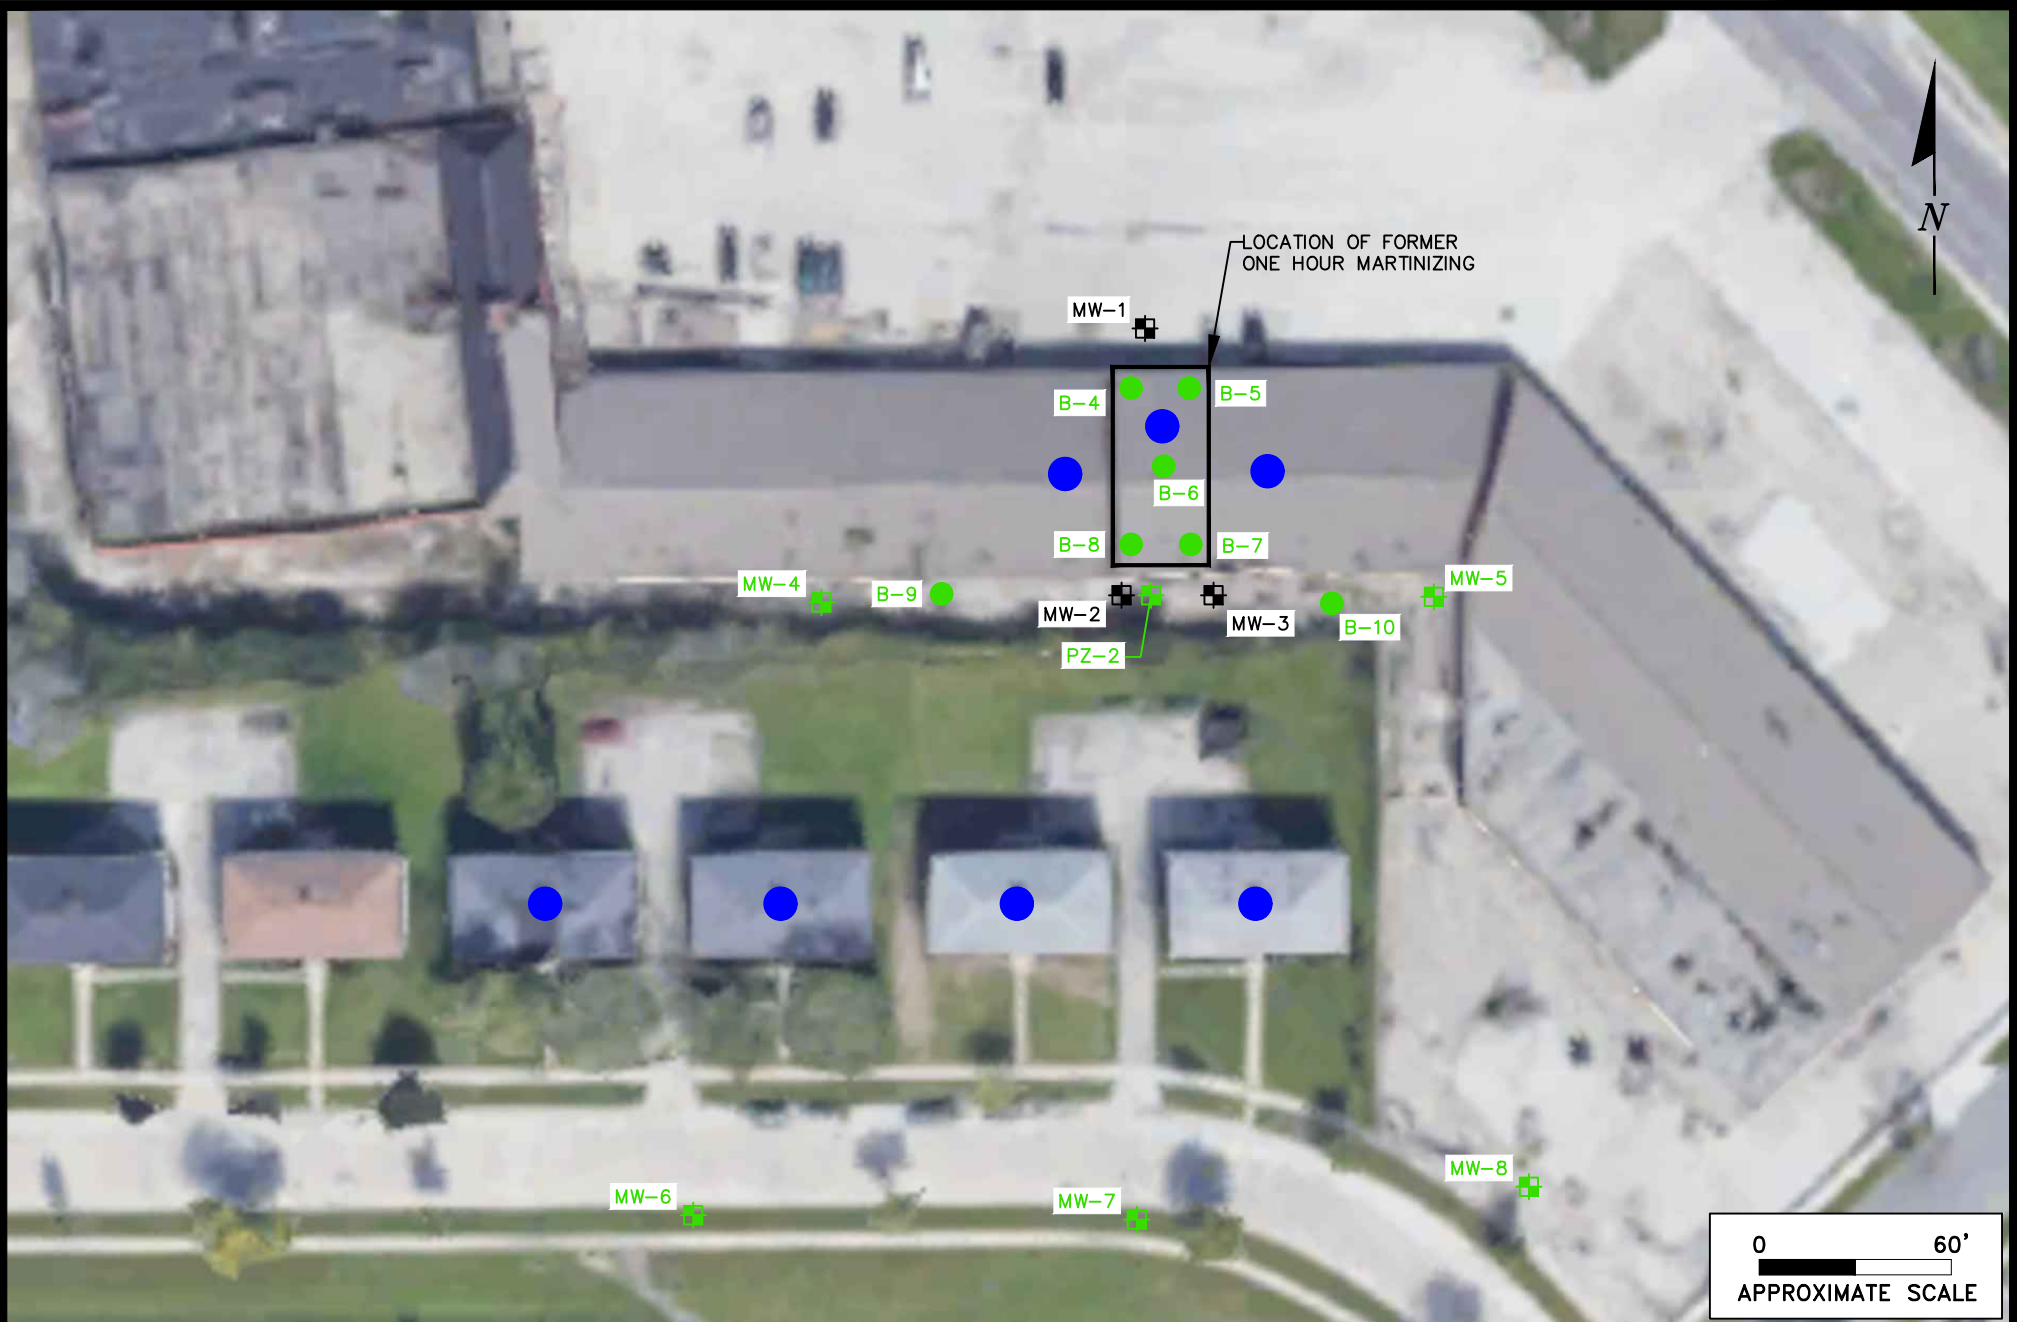 N
LOCATION OF FORMER
ONE HOUR MARTINIZING
MW-1
B-4
B-5
B-6
B-8
B-7
MW-4
B-9
MW-2
MW-3
MW-5
B-10
PZ-2
MW-6
MW-7
MW-8
0 60'
APPROXIMATE SCALE